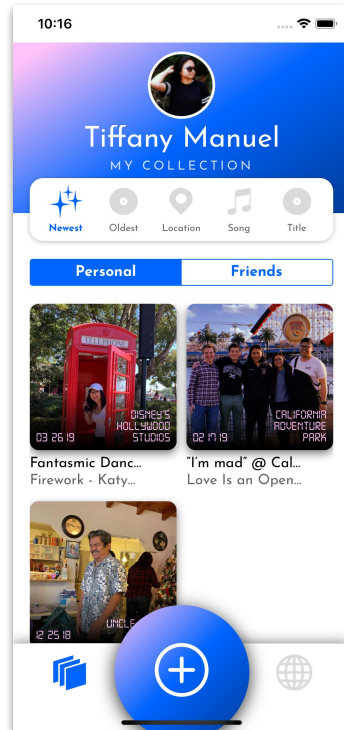 10:16
Tiffany Manuel
MY COLLECTION
Newest
Oldest
Location
Song
Title
Personal
Friends
TELEPHONE
DISNEY'S
HOLLYWOOD
03 26 19 STUDIOS
CALIFORNIA
ADVENTURE
02 17 19 PARK
Fantasmic Danc...
Firework - Katy...
"I'm mad" @ Cal...
Love Is an Open...
UNCLE
12 25 18